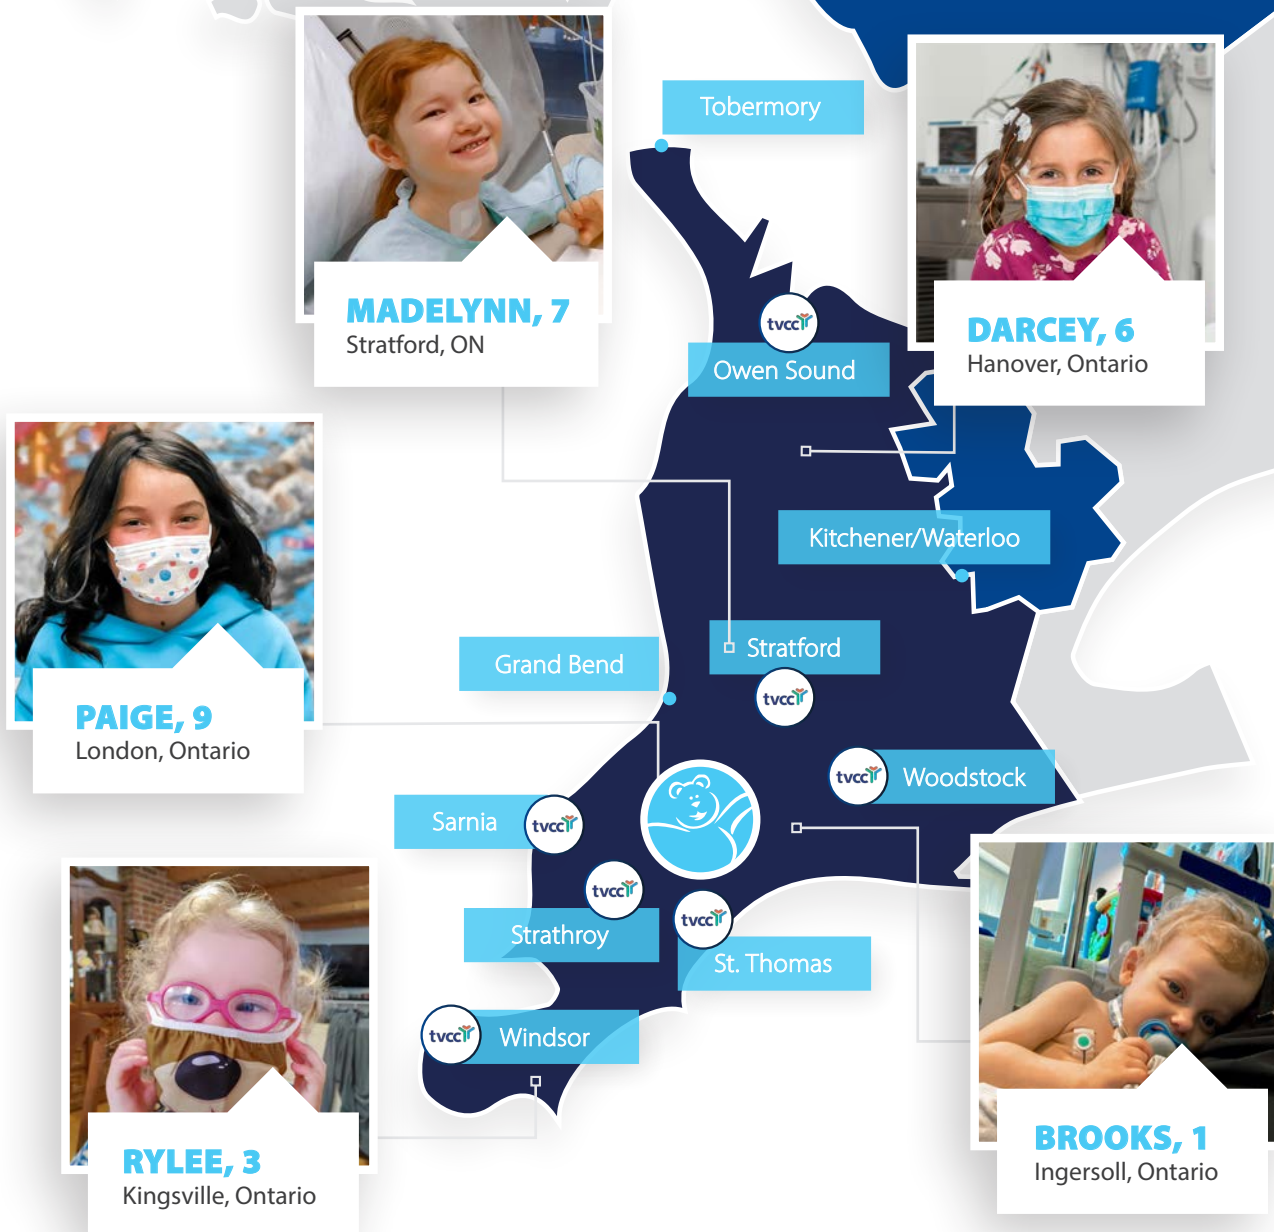 Tobermory
MADELYNN, 7
Stratford, ON
DARCEY, 6
Hanover, Ontario
tvcc
Owen Sound
Kitchener/Waterloo
Grand Bend
Stratford
tvcc
PAIGE, 9
London, Ontario
tvcc
Woodstock
Sarnia
tvcc
tvcc
Strathroy
tvcc
St. Thomas
tvcc
Windsor
RYLEE, 3
Kingsville, Ontario
BROOKS, 1
Ingersoll, Ontario